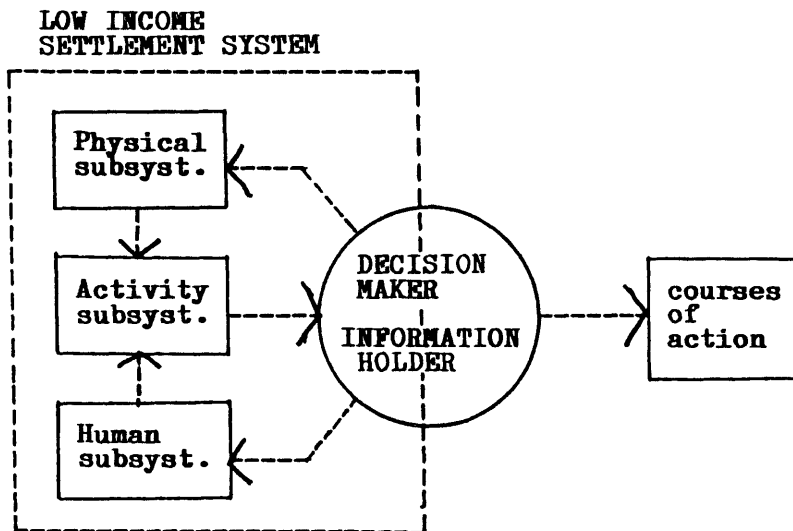 LOW INCOME
SETTLEMENT SYSTEM
Physical
subsyst.
Activity
subsyst.
Human
subsyst.
DECISION
MAKER
INFORMATION
HOLDER
courses
of
action